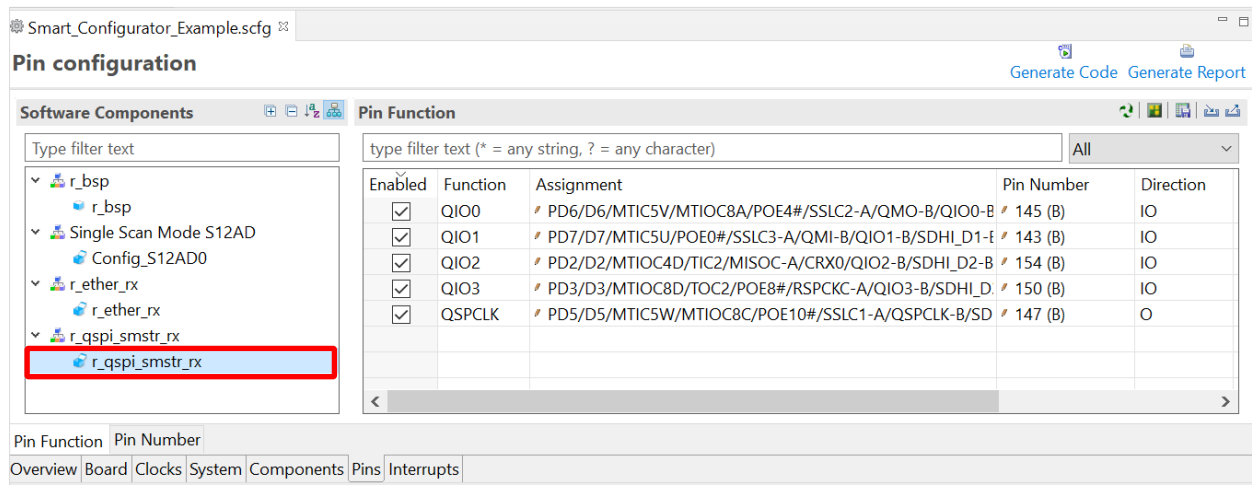 Smart_Configurator_Example.scfg
Pin configuration
Generate Code Generate Report
Software Components
Pin Function
Type filter text
type filter text (* = any string, ? = any character)
All
r_bsp
r_bsp
Single Scan Mode S12AD
Config_S12AD0
r_ether_rx
r_ether_rx
r_qspi_smstr_rx
r_qspi_smstr_rx
Enabled Function Assignment Pin Number Direction
QIO0 PD6/D6/MTIC5V/MTIOC8A/POE4#/SSLC2-A/QMO-B/QIO0-B 145 (B) IO
QIO1 PD7/D7/MTIC5U/POE0#/SSLC3-A/QMI-B/QIO1-B/SDHI_D1- 143 (B) IO
QIO2 PD2/D2/MTIOC4D/TIC2/MISOC-A/CRX0/QIO2-B/SDHI_D2-B 154 (B) IO
QIO3 PD3/D3/MTIOC8D/TOC2/POE8#/RSPCKC-A/QIO3-B/SDHI_D. 150 (B) IO
QSPCLK PD5/D5/MTIC5W/MTIOC8C/POE10#/SSLC1-A/QSPCLK-B/SD 147 (B) O
Pin Function Pin Number
Overview Board Clocks System Components Pins Interrupts